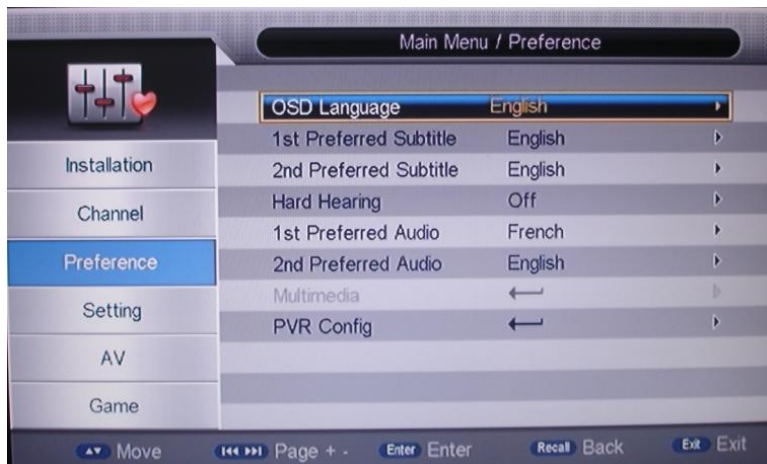 Main Menu / Preference
OSD Language English
1st Preferred Subtitle English
2nd Preferred Subtitle English
Hard Hearing Off
1st Preferred Audio French
2nd Preferred Audio English
Multimedia
PVR Config
Installation
Channel
Preference
Setting
AV
Game
Move Page + - Enter Enter Recall Back Exit Exit